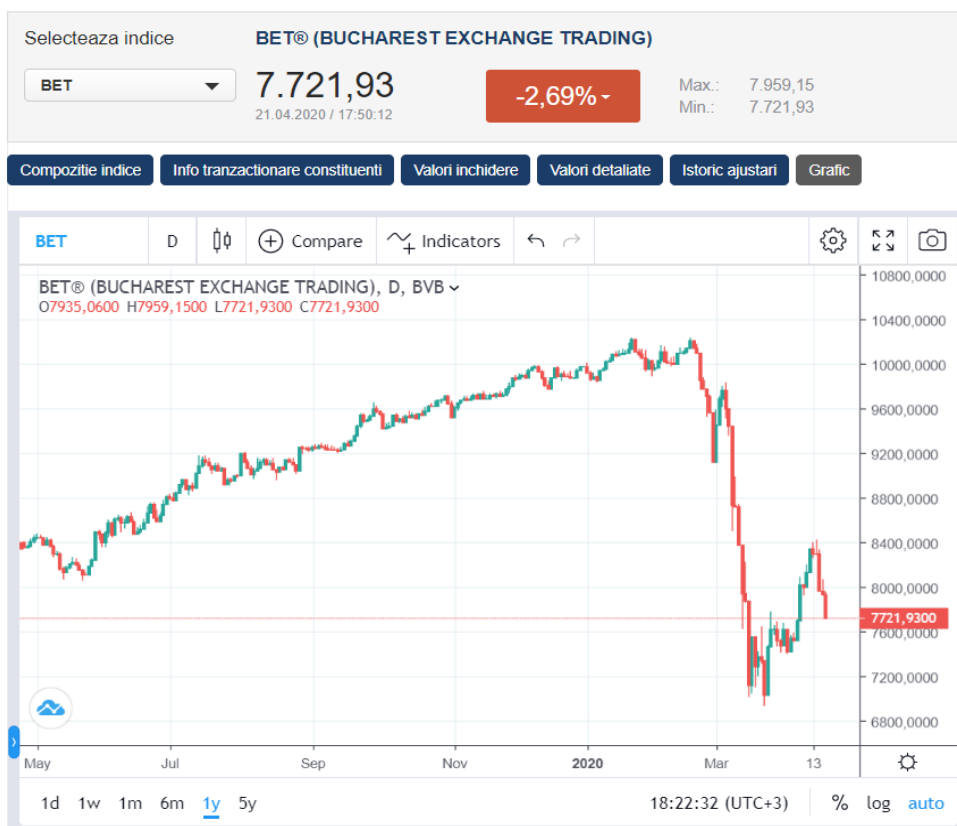 Selecteaza indice
BET® (BUCHAREST EXCHANGE TRADING)
BET
7.721,93
-2,69%
Max.: 7.959,15
Min.: 7.721,93
21.04.2020 / 17:50:12
Compozitie indice Info tranzactionare constituenti Valori inchidere Valori detaliate Istoric ajustari Grafic
BET D Compare Indicators
BET® (BUCHAREST EXCHANGE TRADING), D, BVB
O7935,0600 H7959,1500 L7721,9300 C7721,9300
10800,0000
10400,0000
10000,0000
9600,0000
9200,0000
8800,0000
8400,0000
8000,0000
7721,9300
7600,0000
7200,0000
6800,0000
May Jul Sep Nov 2020 Mar 13
1d 1w 1m 6m 1y 5y 18:22:32 (UTC+3) % log auto